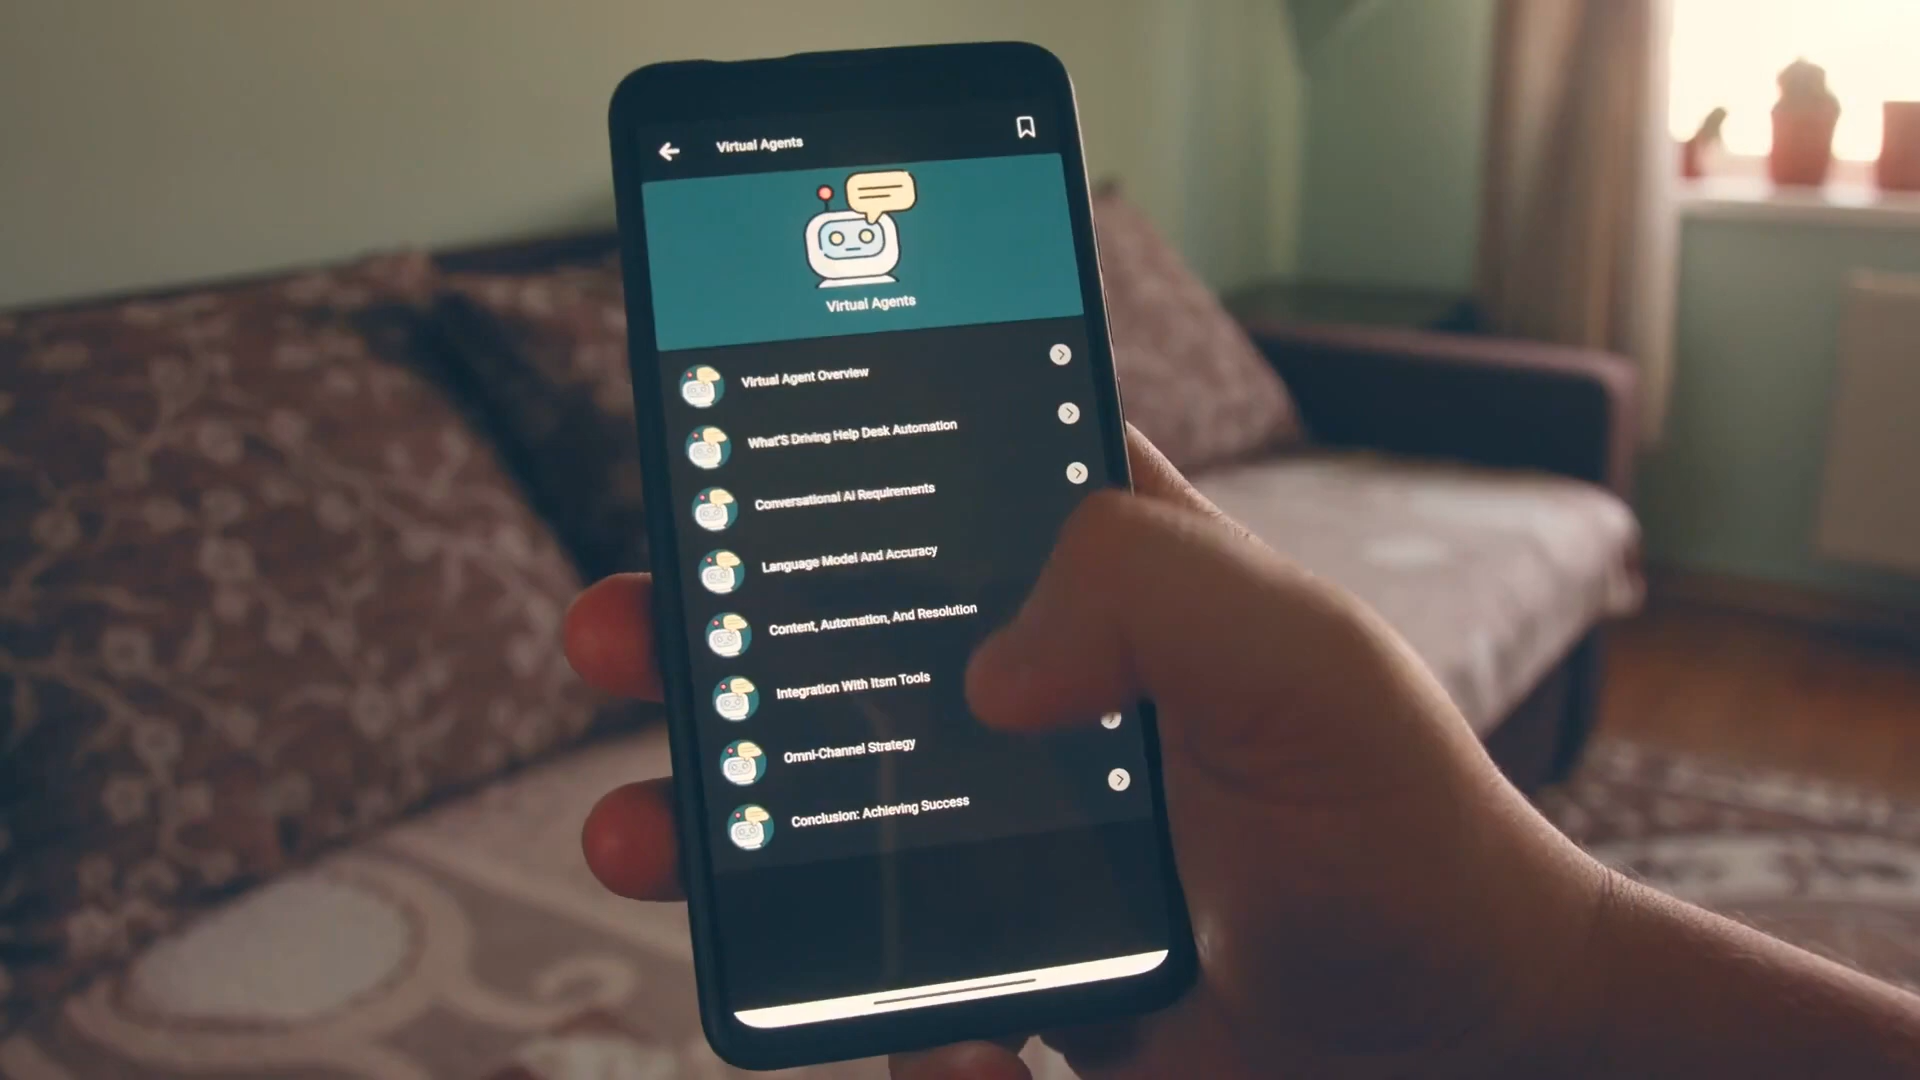 Virtual Agents
Virtual Agents
Virtual Agent Overview
What'S Driving Help Desk Automation
Conversational Ai Requirements
Language Model And Accuracy
Content, Automation, And Resolution
Integration With Itsm Tools
Omni-Channel Strategy
Conclusion: Achieving Success